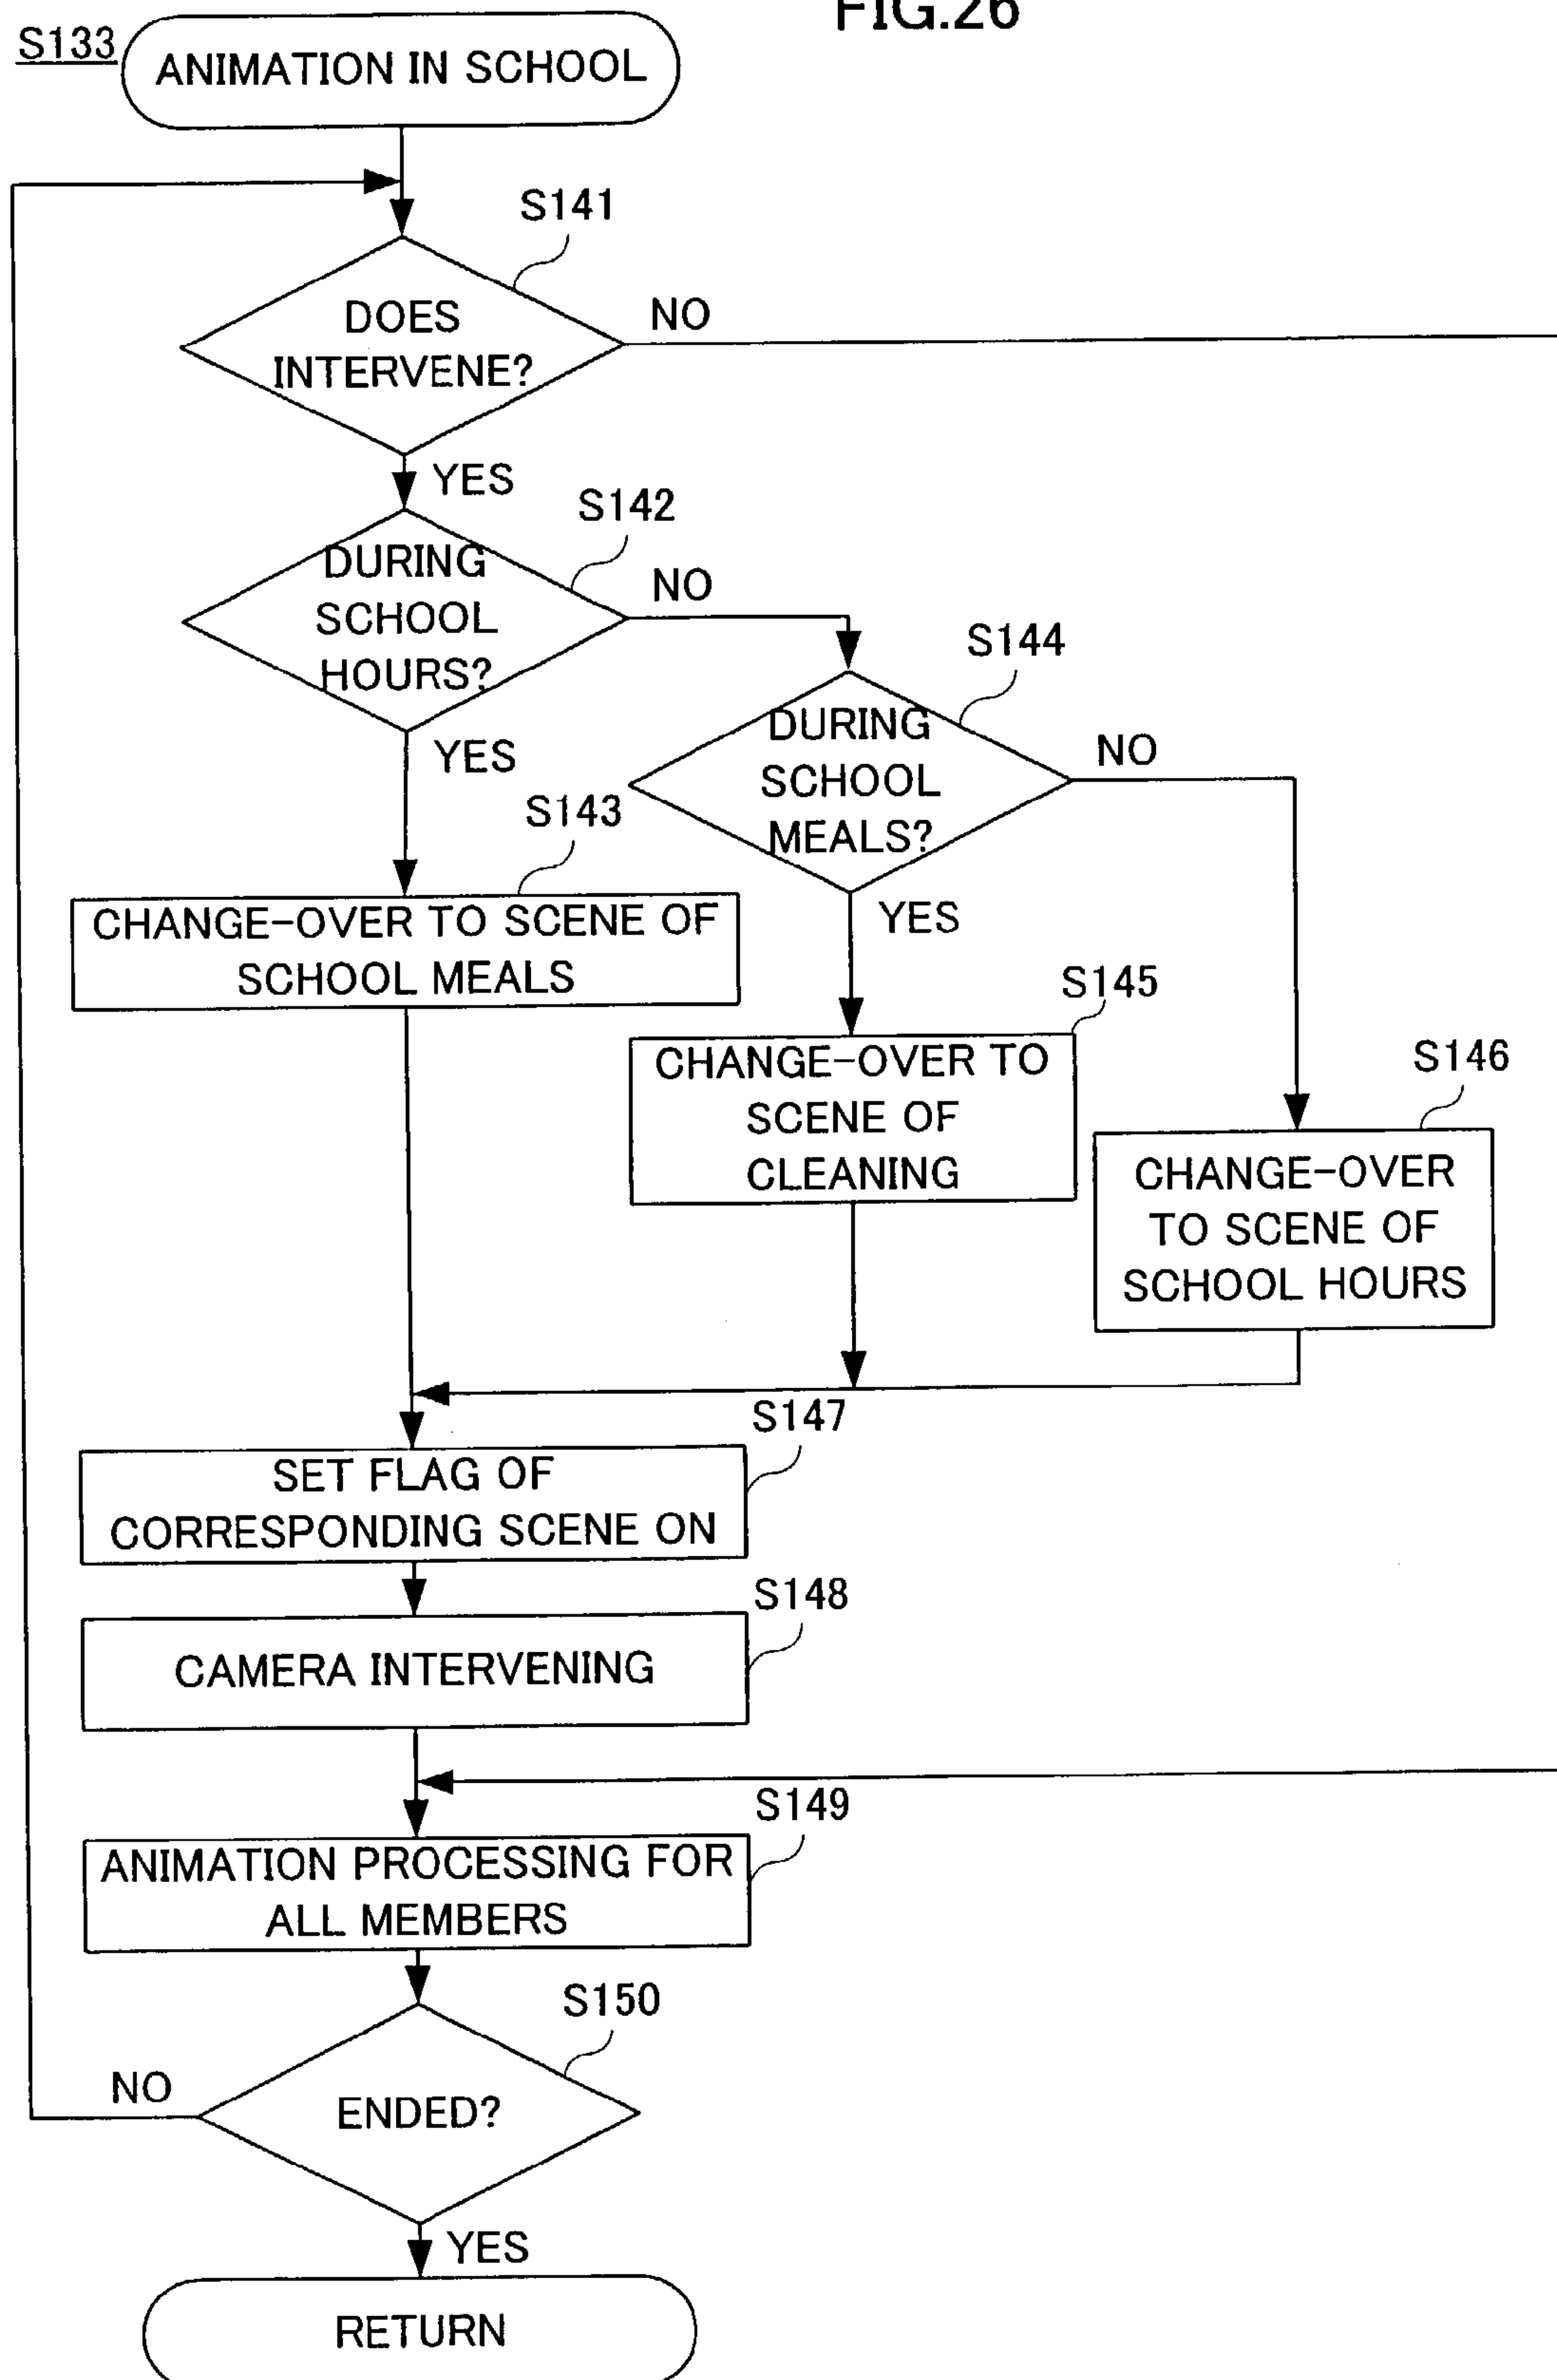 FIG.26
S133
ANIMATION IN SCHOOL
S141
DOES
INTERVENE?
NO
YES
S142
DURING
SCHOOL
HOURS?
NO
YES
S144
DURING
SCHOOL
MEALS?
NO
YES
S143
CHANGE-OVER TO SCENE OF
SCHOOL MEALS
S145
CHANGE-OVER TO
SCENE OF
CLEANING
S146
CHANGE-OVER
TO SCENE OF
SCHOOL HOURS
S147
SET FLAG OF
CORRESPONDING SCENE ON
S148
CAMERA INTERVENING
S149
ANIMATION PROCESSING FOR
ALL MEMBERS
S150
ENDED?
NO
YES
RETURN